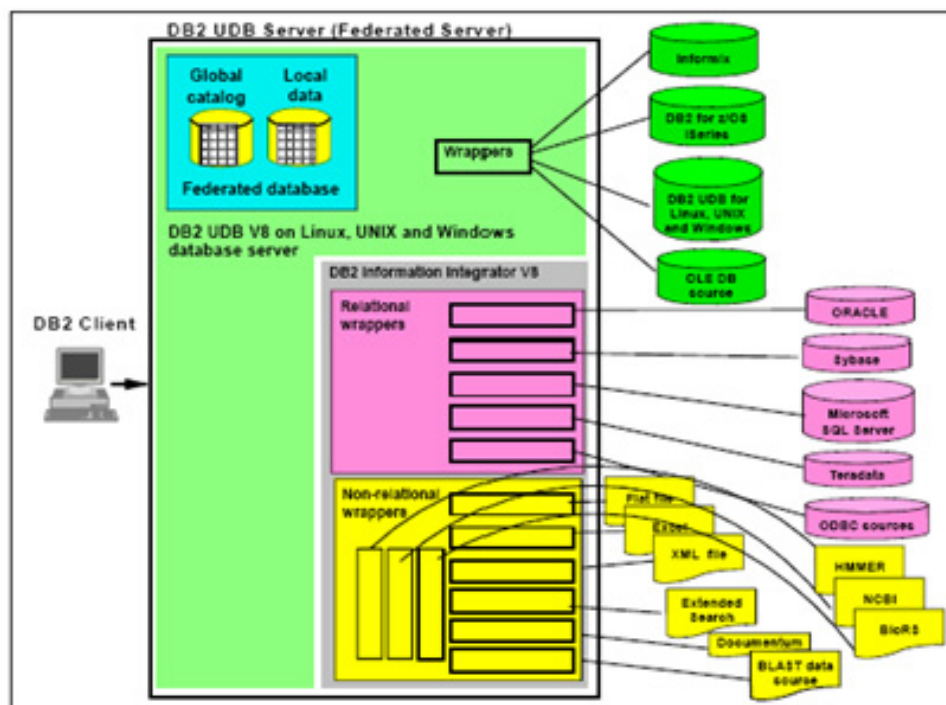 DB2 UDB Server (Federated Server)
Global
catalog
Local
data
Federated database
Wrappers
DB2 UDB V8 on Linux, UNIX and Windows
database server
DB2 Information Integrator V8
Relational
wrappers
Non-relational
wrappers
DB2 Client
Informix
DB2 for z/OS
iSeries
DB2 UDB for
Linux, UNIX
and Windows
OLE DB
source
ORACLE
Sybase
Microsoft
SQL Server
Teradata
ODBC sources
Flat file
Excel
XML file
Extended
Search
Documentum
BLAST data
source
HMMER
NCBI
BioRS